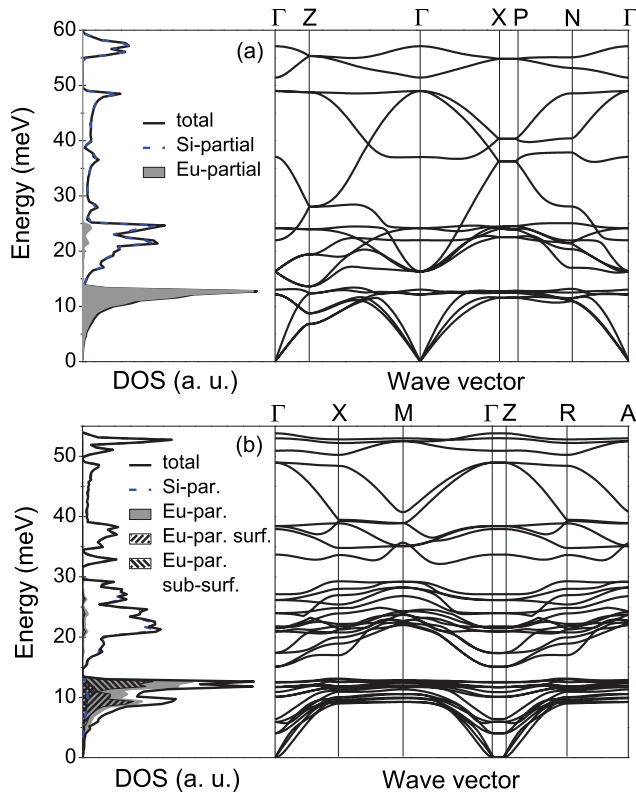 Γ Z Γ X P N Γ
60
50
40
30
20
10
0
Energy (meV)
(a)
total
Si-partial
Eu-partial
DOS (a. u.)
Wave vector
Γ X M Γ Z R A
50
40
30
20
10
0
Energy (meV)
(b)
total
Si-par.
Eu-par.
Eu-par. surf.
Eu-par.
sub-surf.
DOS (a. u.)
Wave vector